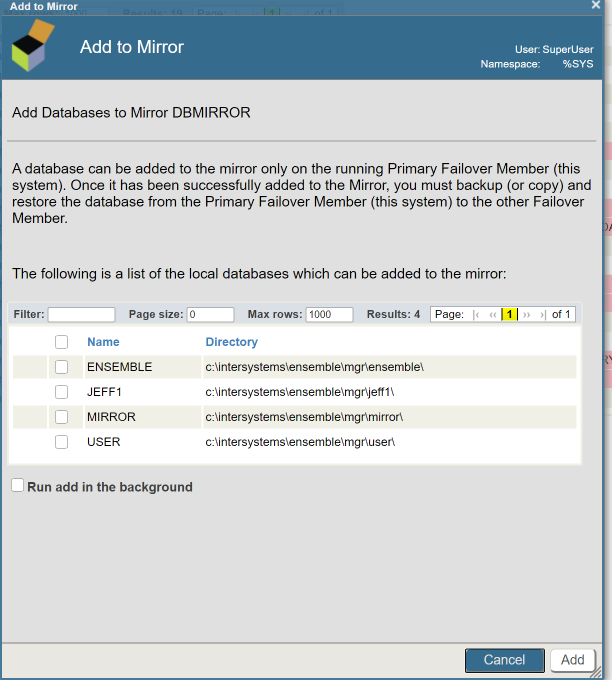 Add to Mirror
Results: 18 Page: 1 of 1
Add to Mirror
User: SuperUser
Namespace: %SYS
Add Databases to Mirror DBMIRROR
A database can be added to the mirror only on the running Primary Failover Member (this
system). Once it has been successfully added to the Mirror, you must backup (or copy) and
restore the database from the Primary Failover Member (this system) to the other Failover
Member.
The following is a list of the local databases which can be added to the mirror:
Filter: Page size: 0 Max rows: 1000 Results: 4 Page: |‹ ‹‹ 1 ›› ›| of 1
Name Directory
ENSEMBLE c:\intersystems\ensemble\mgr\ensemble\
JEFF1 c:\intersystems\ensemble\mgr\jeff1\
MIRROR c:\intersystems\ensemble\mgr\mirror\
USER c:\intersystems\ensemble\mgr\user\
Run add in the background
Cancel Add